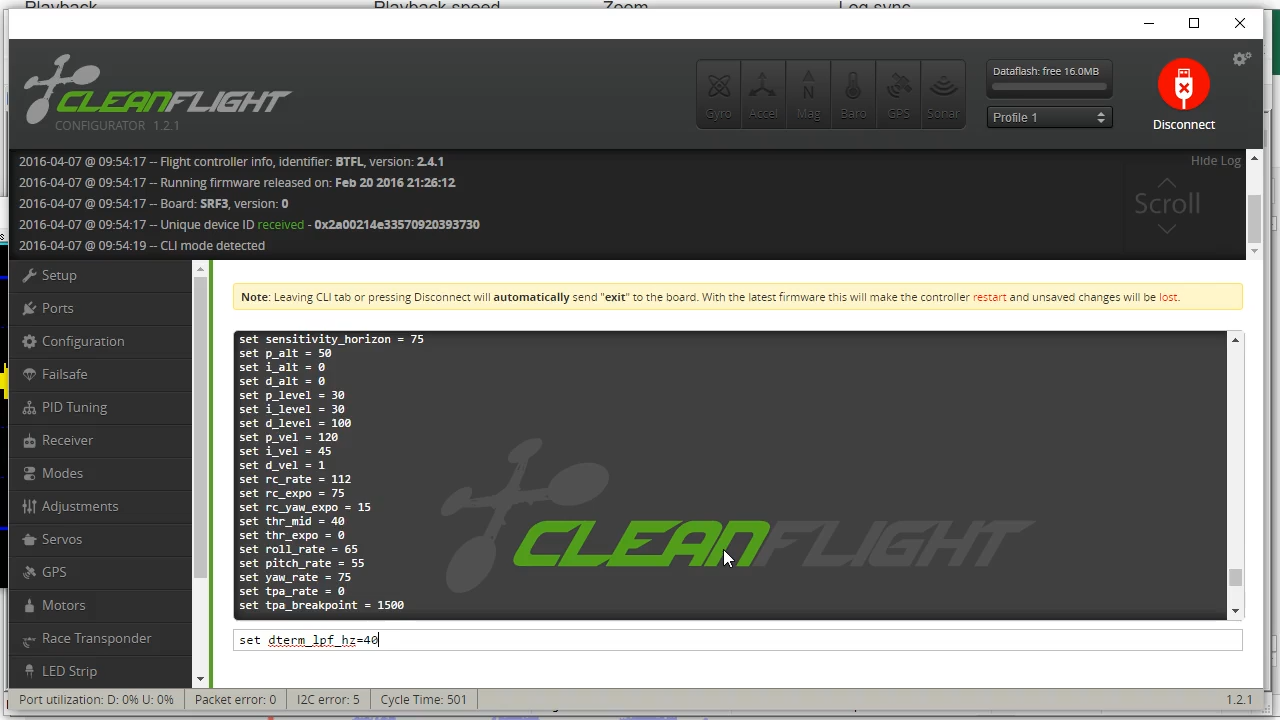 Playback Playback speed Zoom Log sync
CLEANFLIGHT
CONFIGURATOR 1.2.1
Gyro Accel Mag Baro GPS Sonar
N
Dataflash: free 16.0MB
Profile 1
Disconnect
2016-04-07 @ 09:54:17 -- Flight controller info, identifier: BTFL, version: 2.4.1
2016-04-07 @ 09:54:17 -- Running firmware released on: Feb 20 2016 21:26:12
2016-04-07 @ 09:54:17 -- Board: SRF3, version: 0
2016-04-07 @ 09:54:17 -- Unique device ID received - 0x2a00214e33570920393730
2016-04-07 @ 09:54:19 -- CLI mode detected
Hide Log
Scroll
Setup
Ports
Configuration
Failsafe
PID Tuning
Receiver
Modes
Adjustments
Servos
GPS
Motors
Race Transponder
LED Strip
Note: Leaving CLI tab or pressing Disconnect will automatically send "exit" to the board. With the latest firmware this will make the controller restart and unsaved changes will be lost.
set sensitivity_horizon = 75
set p_alt = 50
set i_alt = 0
set d_alt = 0
set p_level = 30
set i_level = 30
set d_level = 100
set p_vel = 120
set i_vel = 45
set d_vel = 1
set rc_rate = 112
set rc_expo = 75
set rc_yaw_expo = 15
set thr_mid = 40
set thr_expo = 0
set roll_rate = 65
set pitch_rate = 55
set yaw_rate = 75
set tpa_rate = 0
set tpa_breakpoint = 1500
CLEANFLIGHT
set dterm_lpf_hz=40
Port utilization: D: 0% U: 0% Packet error: 0 I2C error: 5 Cycle Time: 501 1.2.1